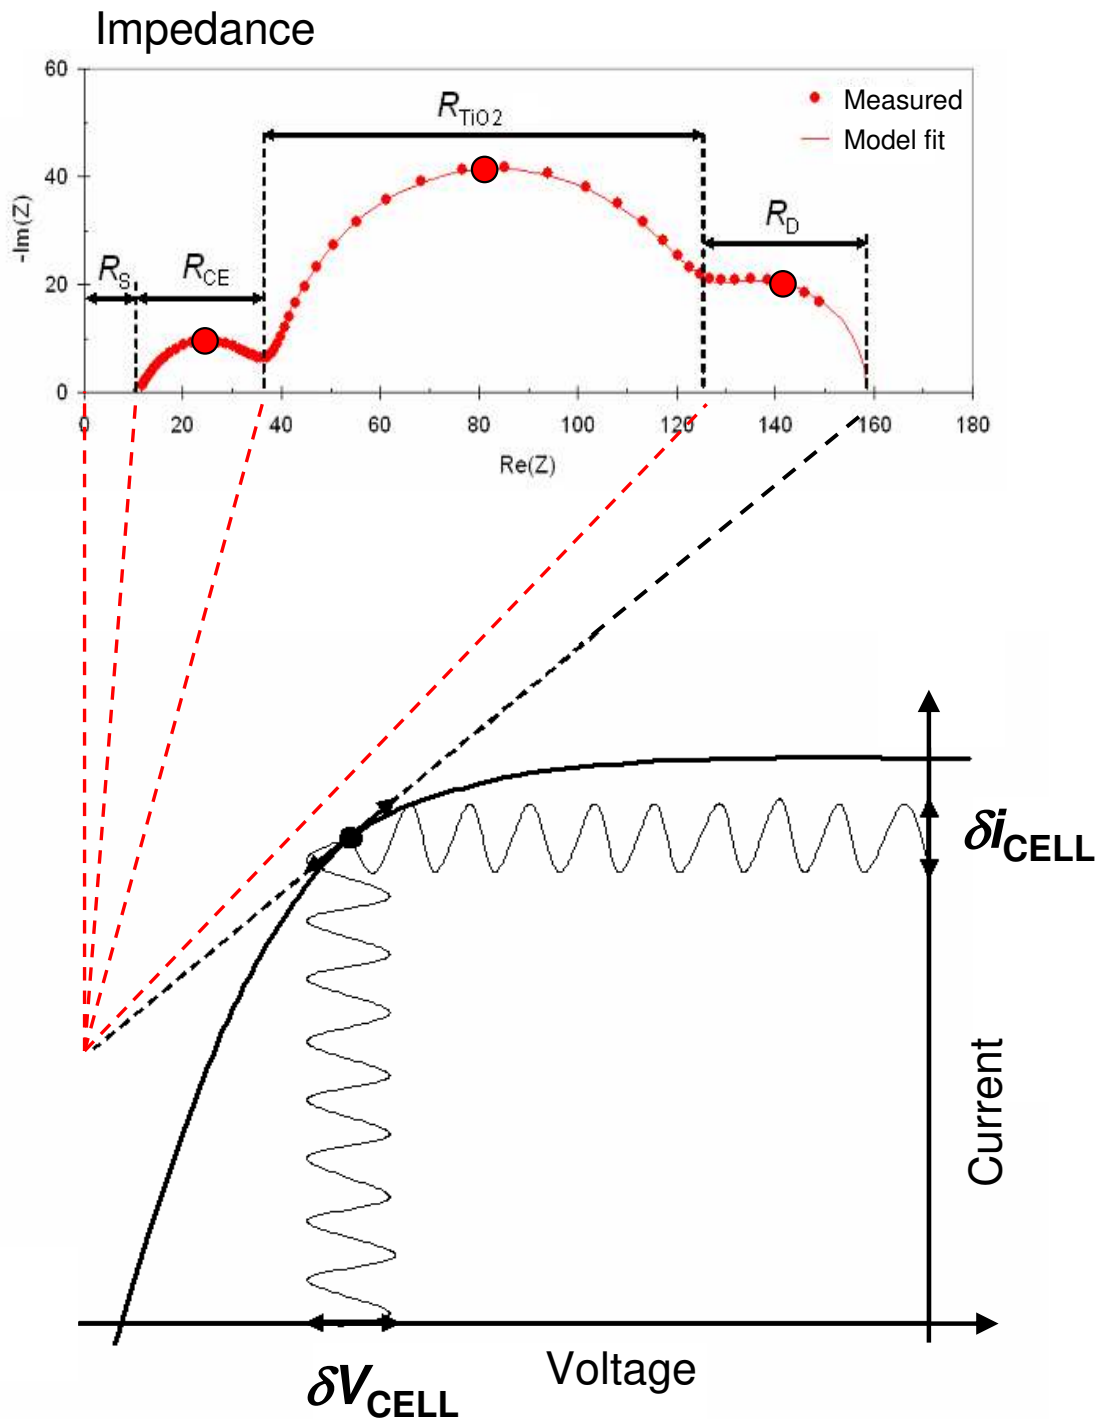 Impedance
60
40
20
0
-Im(Z)
R_TiO2
Measured
Model fit
R_S
R_CE
R_D
0 20 40 60 80 100 120 140 160 180
Re(Z)
δi_CELL
Current
Voltage
δV_CELL